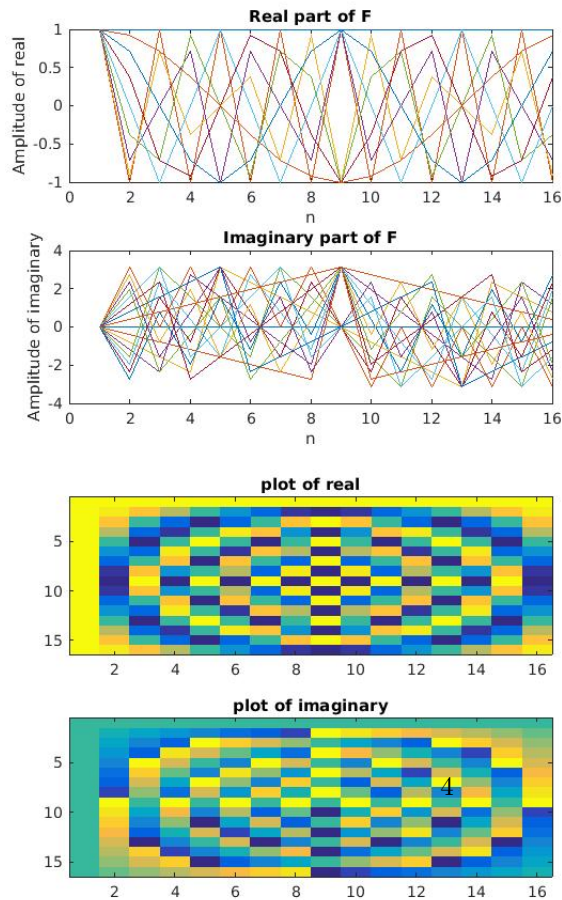 Real part of F
Amplitude of real
1
0.5
0
-0.5
-1
0 2 4 6 8 10 12 14 16
n
Imaginary part of F
Amplitude of imaginary
4
2
0
-2
-4
0 2 4 6 8 10 12 14 16
n
plot of real
5
10
15
2 4 6 8 10 12 14 16
plot of imaginary
5
4
10
15
2 4 6 8 10 12 14 16